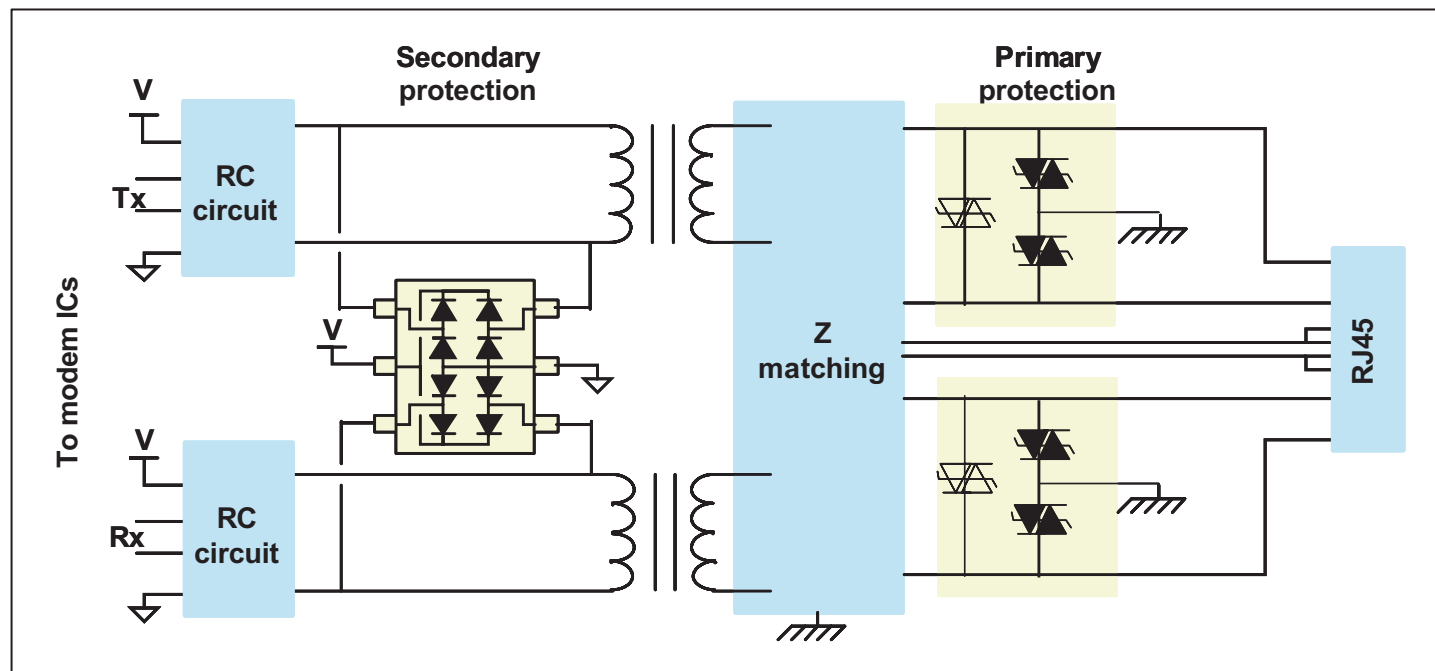 Secondary
protection
Primary
protection
V
RC
circuit
Tx
To modem ICs
V
Z
matching
RJ45
V
RC
circuit
Rx